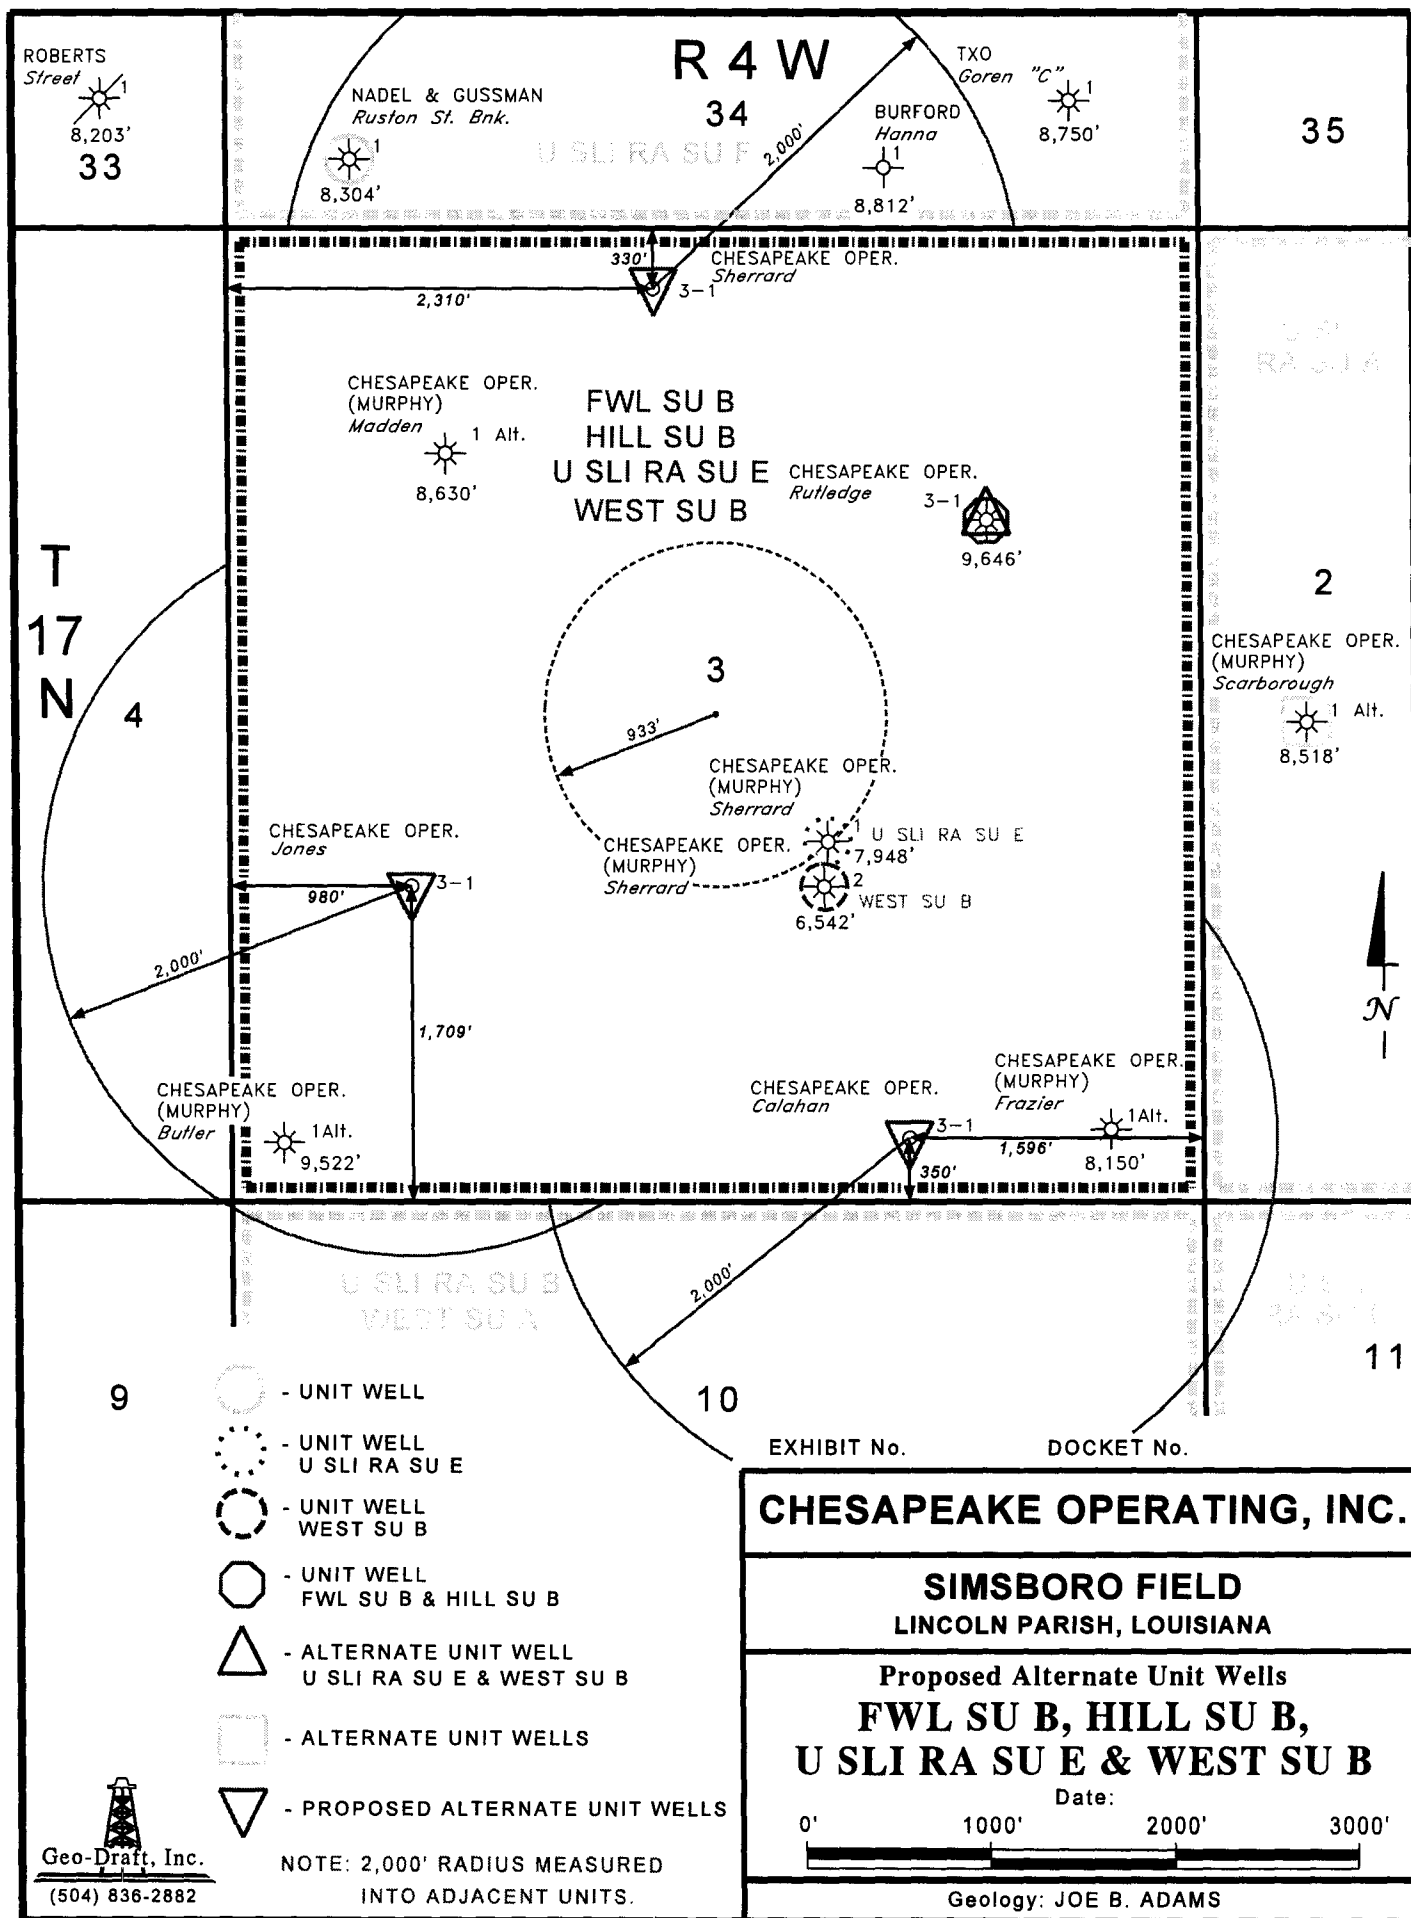 R 4 W
ROBERTS
Street
1
8,203'
33
NADEL & GUSSMAN
Ruston St. Bnk.
1
8,304'
34
U SLI RA SU F
2,000'
BURFORD
Hanna
1
8,812'
TXO
Goren "C"
1
8,750'
35
330'
CHESAPEAKE OPER.
Sherrard
3-1
2,310'
RA SU A
CHESAPEAKE OPER.
(MURPHY)
Madden
1 Alt.
8,630'
FWL SU B
HILL SU B
U SLI RA SU E
WEST SU B
CHESAPEAKE OPER.
Rutledge
3-1
9,646'
T
17
N
4
3
933'
2
CHESAPEAKE OPER.
(MURPHY)
Scarborough
1 Alt.
8,518'
CHESAPEAKE OPER.
(MURPHY)
Sherrard
1
U SLI RA SU E
7,948'
CHESAPEAKE OPER.
(MURPHY)
Sherrard
2
WEST SU B
6,542'
CHESAPEAKE OPER.
Jones
3-1
980'
2,000'
1,709'
N
CHESAPEAKE OPER.
(MURPHY)
Butler
1Alt.
9,522'
CHESAPEAKE OPER.
Calahan
3-1
350'
1,596'
CHESAPEAKE OPER.
(MURPHY)
Frazier
1Alt.
8,150'
2,000'
U SLI RA SU B
WEST SU A
9
10
11
- UNIT WELL
- UNIT WELL
U SLI RA SU E
- UNIT WELL
WEST SU B
- UNIT WELL
FWL SU B & HILL SU B
- ALTERNATE UNIT WELL
U SLI RA SU E & WEST SU B
- ALTERNATE UNIT WELLS
- PROPOSED ALTERNATE UNIT WELLS
NOTE: 2,000' RADIUS MEASURED
INTO ADJACENT UNITS.
Geo-Draft, Inc.
(504) 836-2882
EXHIBIT No.
DOCKET No.
CHESAPEAKE OPERATING, INC.
SIMSBORO FIELD
LINCOLN PARISH, LOUISIANA
Proposed Alternate Unit Wells
FWL SU B, HILL SU B,
U SLI RA SU E & WEST SU B
Date:
0' 1000' 2000' 3000'
Geology: JOE B. ADAMS